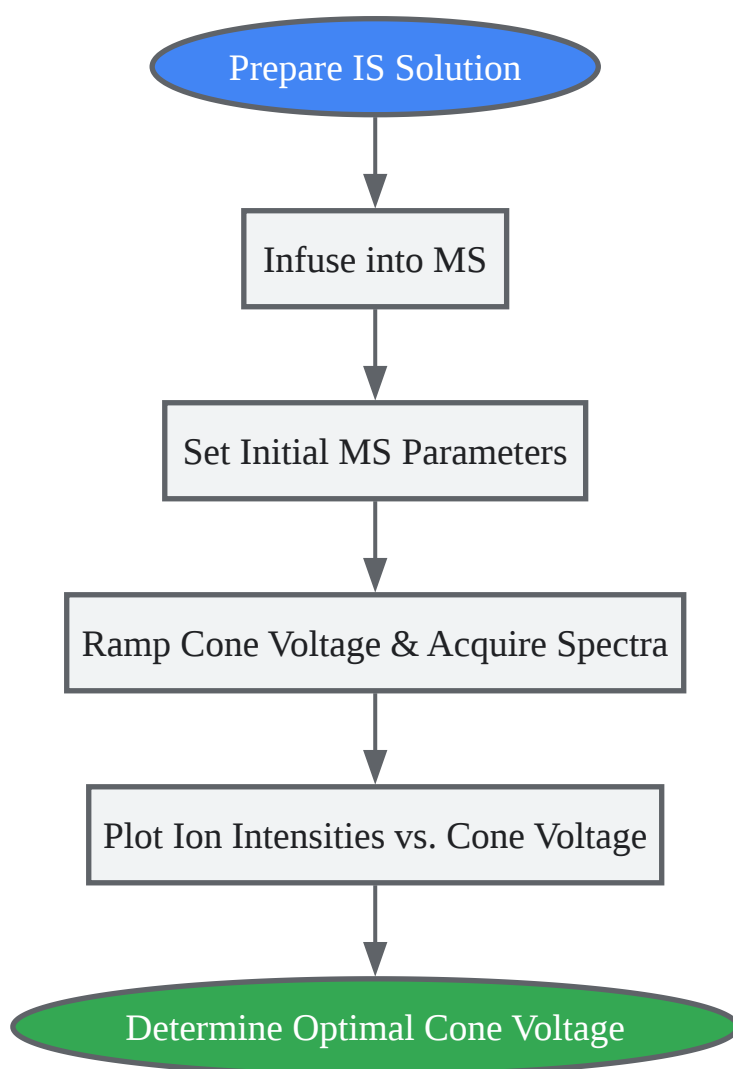 Prepare IS Solution
Infuse into MS
Set Initial MS Parameters
Ramp Cone Voltage & Acquire Spectra
Plot Ion Intensities vs. Cone Voltage
Determine Optimal Cone Voltage